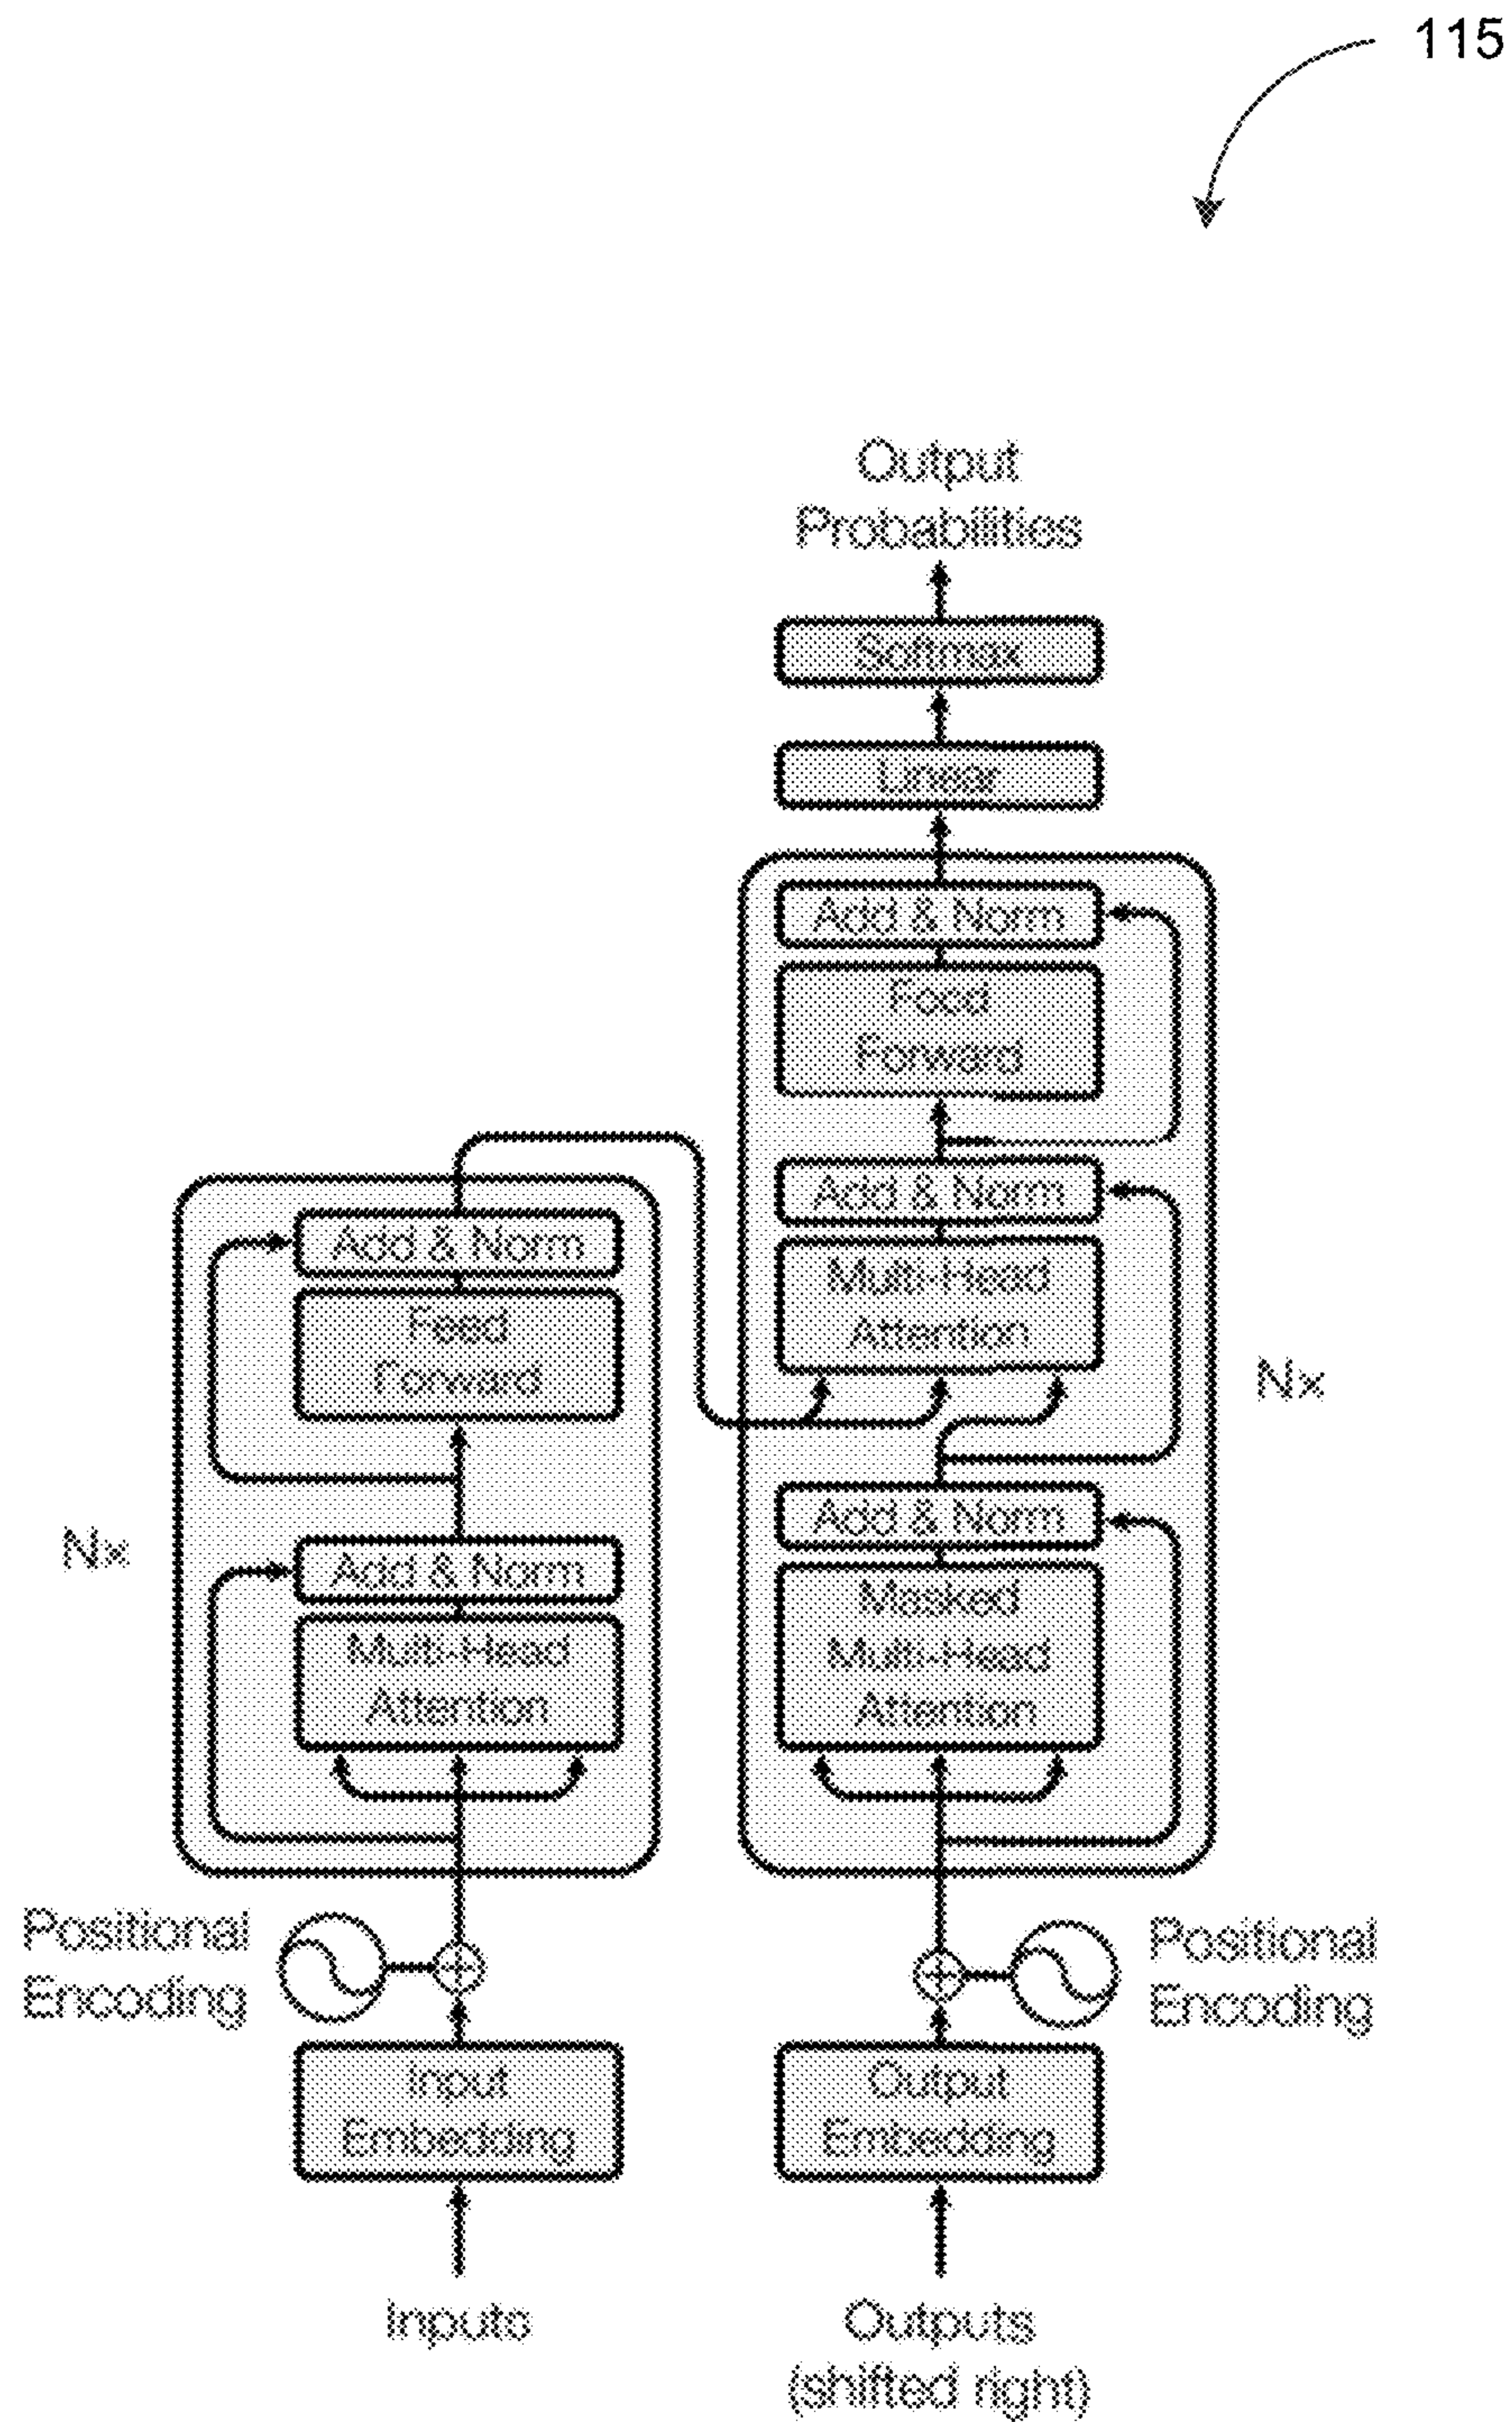 115
Output
Probabilities
Softmax
Linear
Add & Norm
Feed
Forward
Add & Norm
Multi-Head
Attention
Nx
Add & Norm
Masked
Multi-Head
Attention
Add & Norm
Feed
Forward
Nx
Add & Norm
Multi-Head
Attention
Positional
Encoding
Positional
Encoding
Input
Embedding
Output
Embedding
Inputs
Outputs
(shifted right)